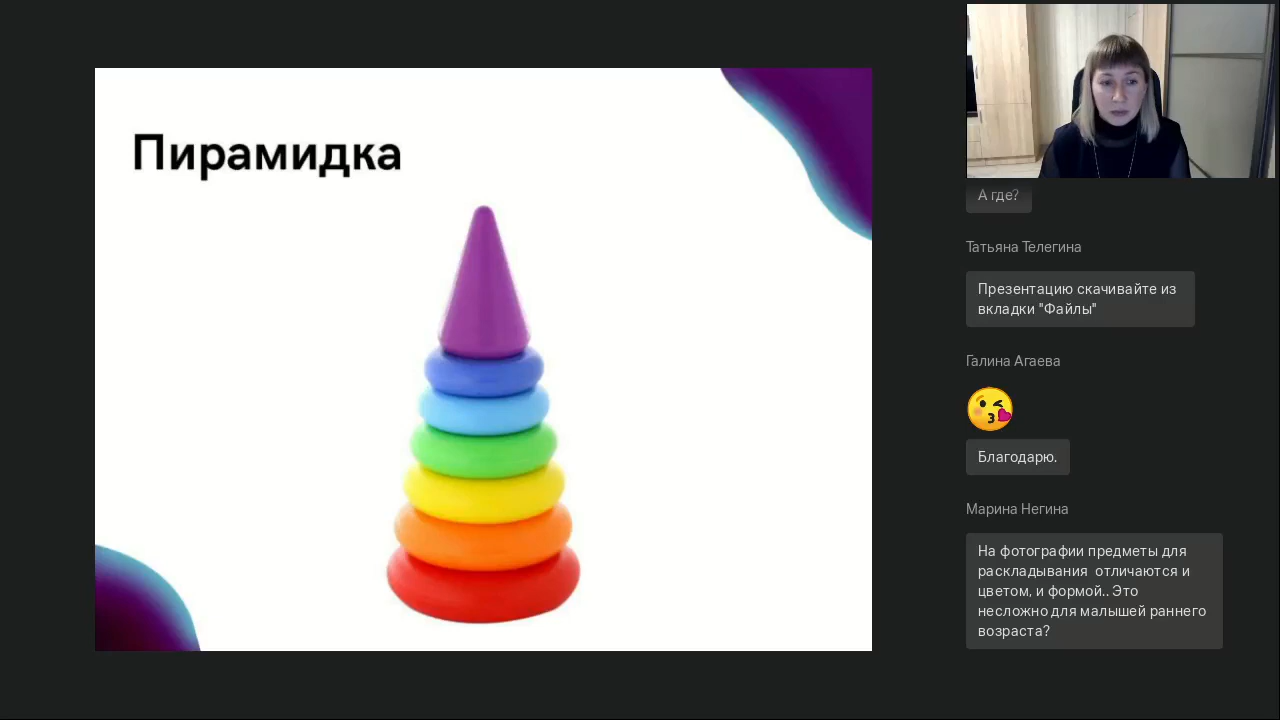 Пирамидка
А где?
Татьяна Телегина
Презентацию скачивайте из
вкладки "Файлы"
Галина Агаева
Благодарю.
Марина Негина
На фотографии предметы для
раскладывания  отличаются и
цветом, и формой.. Это
несложно для малышей раннего
возраста?